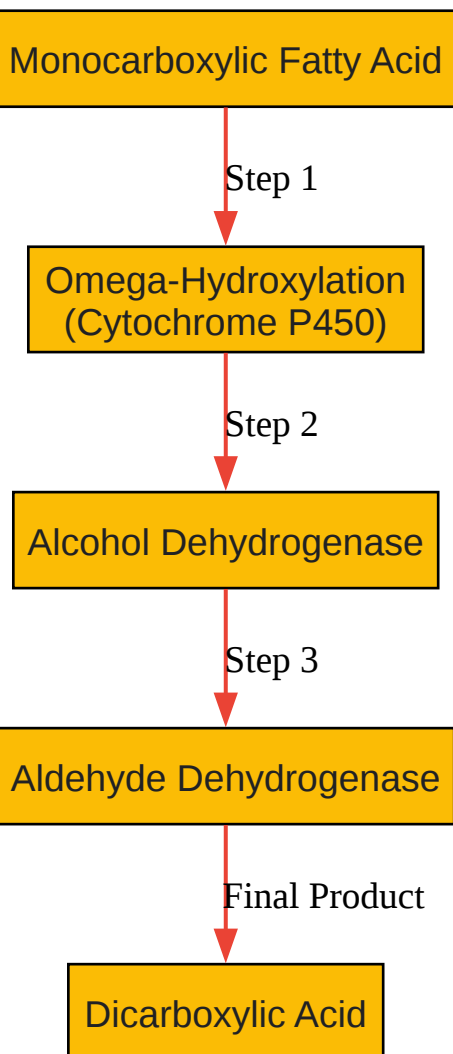 Monocarboxylic Fatty Acid
Step 1
Omega-Hydroxylation
(Cytochrome P450)
Step 2
Alcohol Dehydrogenase
Step 3
Aldehyde Dehydrogenase
Final Product
Dicarboxylic Acid